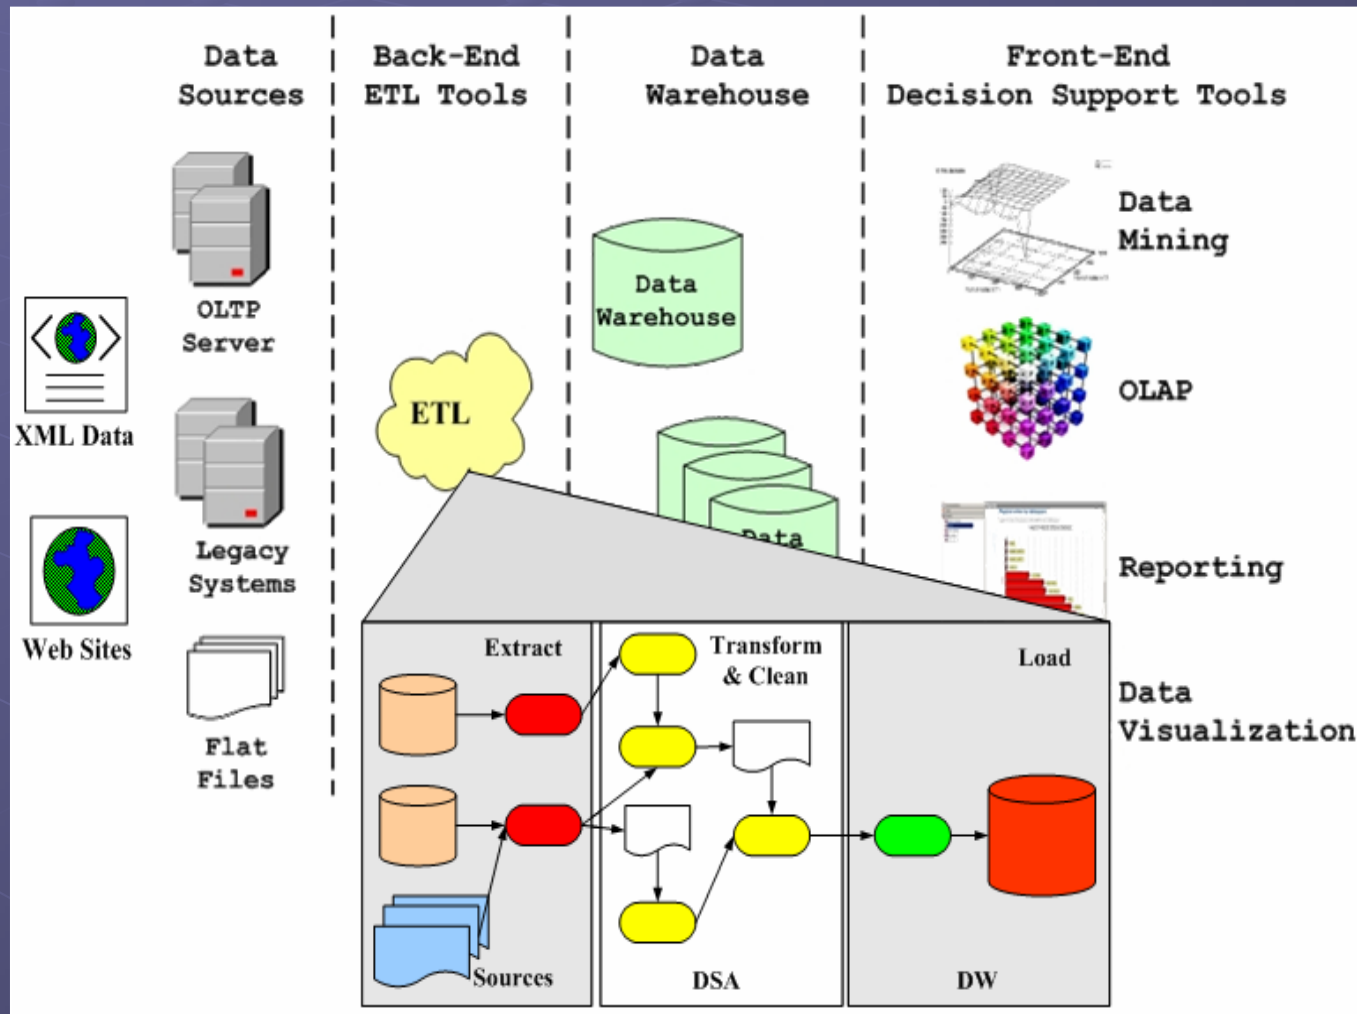 Data
Sources
Back-End
ETL Tools
Data
Warehouse
Front-End
Decision Support Tools
OLTP
Server
XML Data
Legacy
Systems
Web Sites
Flat
Files
ETL
Data
Warehouse
Data
Data
Mining
OLAP
Reporting
Data
Visualization
Extract
Transform
& Clean
Load
Sources
DSA
DW